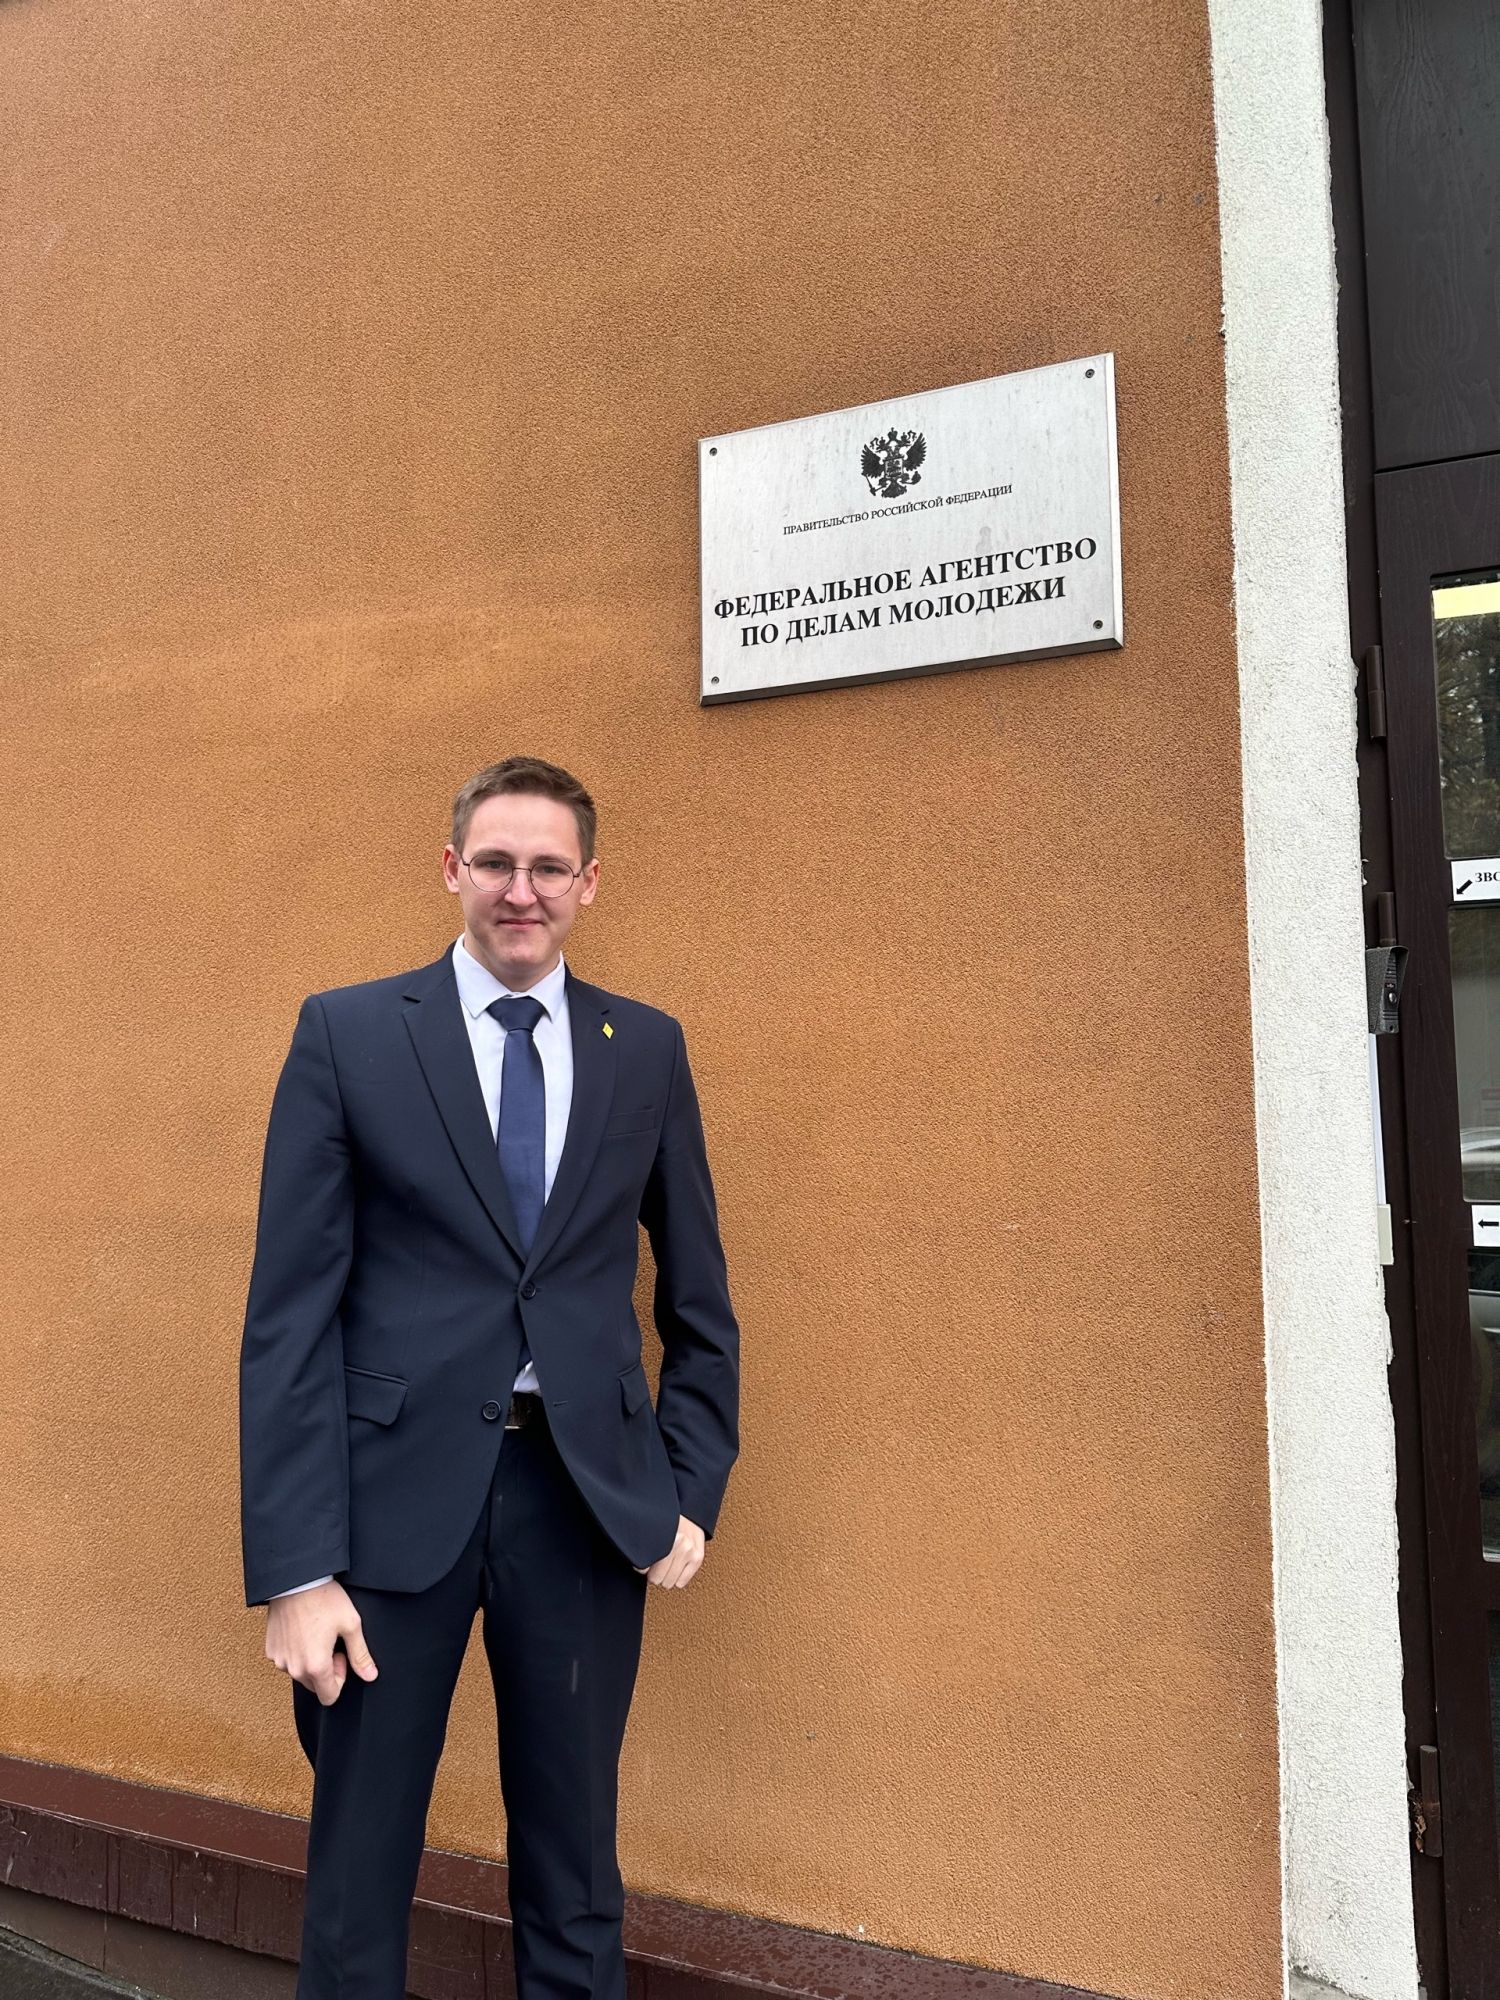 ПРАВИТЕЛЬСТВО РОССИЙСКОЙ ФЕДЕРАЦИИ
ФЕДЕРАЛЬНОЕ АГЕНТСТВО
ПО ДЕЛАМ МОЛОДЕЖИ